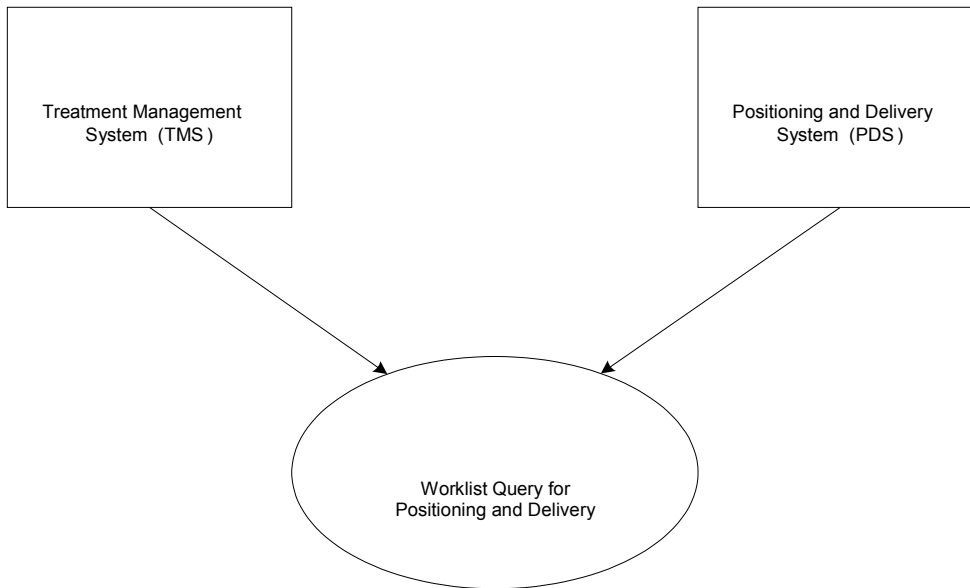 Treatment Management
System (TMS)
Positioning and Delivery
System (PDS)
Worklist Query for
Positioning and Delivery